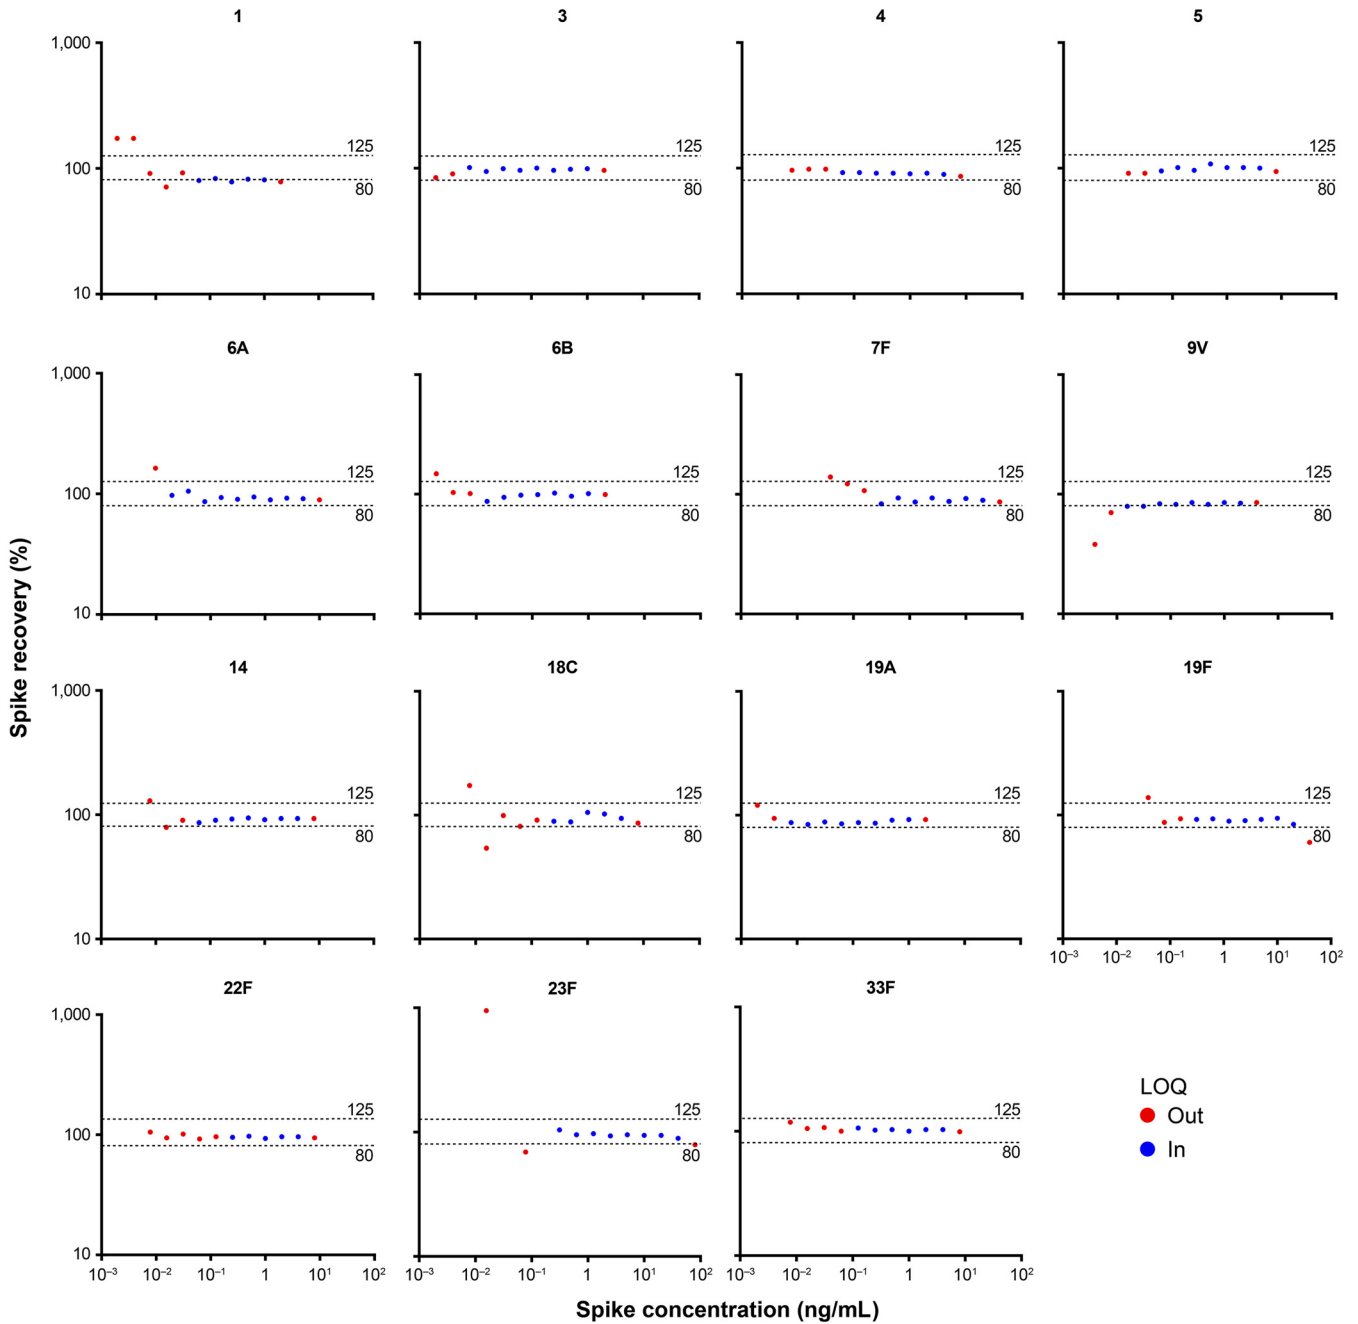 1 3 4 5
1,000
125 125 125 125
100
80 80 80 80
10
6A 6B 7F 9V
1,000
125 125 125 125
100
80 80 80 80
10
Spike recovery (%)
14 18C 19A 19F
1,000
125 125 125 125
100
80 80 80 80
10
10⁻³ 10⁻² 10⁻¹ 1 10¹ 10²
22F 23F 33F
1,000
125 125 125
100
80 80 80
10
10⁻³ 10⁻² 10⁻¹ 1 10¹ 10² 10⁻³ 10⁻² 10⁻¹ 1 10¹ 10² 10⁻³ 10⁻² 10⁻¹ 1 10¹ 10²
Spike concentration (ng/mL)
LOQ
Out
In